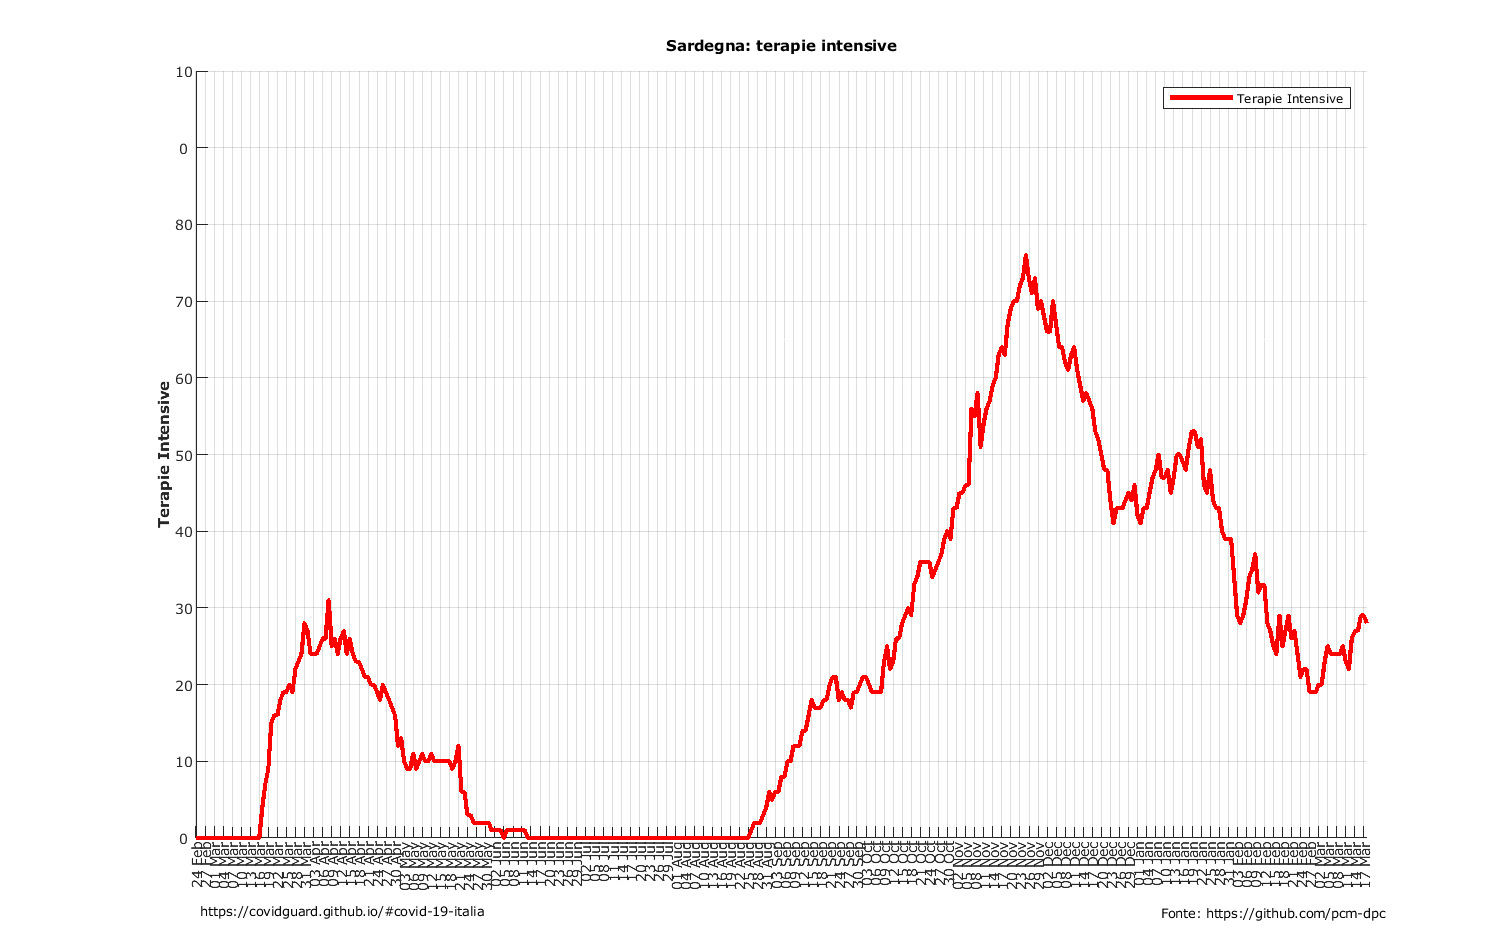 Sardegna: terapie intensive
Terapie Intensive
10
0
80
70
60
50
40
30
20
10
0
Terapie Intensive
24 Feb
27 Feb
01 Mar
04 Mar
07 Mar
10 Mar
13 Mar
16 Mar
19 Mar
22 Mar
25 Mar
28 Mar
31 Mar
03 Apr
06 Apr
09 Apr
12 Apr
15 Apr
18 Apr
21 Apr
24 Apr
27 Apr
30 Apr
03 May
06 May
09 May
12 May
15 May
18 May
21 May
24 May
27 May
30 May
02 Jun
05 Jun
08 Jun
11 Jun
14 Jun
17 Jun
20 Jun
23 Jun
26 Jun
29 Jun
02 Jul
05 Jul
08 Jul
11 Jul
14 Jul
17 Jul
20 Jul
23 Jul
26 Jul
29 Jul
01 Aug
04 Aug
07 Aug
10 Aug
13 Aug
16 Aug
19 Aug
22 Aug
25 Aug
28 Aug
31 Aug
03 Sep
06 Sep
09 Sep
12 Sep
15 Sep
18 Sep
21 Sep
24 Sep
27 Sep
30 Sep
03 Oct
06 Oct
09 Oct
12 Oct
15 Oct
18 Oct
21 Oct
24 Oct
27 Oct
30 Oct
02 Nov
05 Nov
08 Nov
11 Nov
14 Nov
17 Nov
20 Nov
23 Nov
26 Nov
29 Nov
02 Dec
05 Dec
08 Dec
11 Dec
14 Dec
17 Dec
20 Dec
23 Dec
26 Dec
29 Dec
01 Jan
04 Jan
07 Jan
10 Jan
13 Jan
16 Jan
19 Jan
22 Jan
25 Jan
28 Jan
31 Jan
03 Feb
06 Feb
09 Feb
12 Feb
15 Feb
18 Feb
21 Feb
24 Feb
27 Feb
02 Mar
05 Mar
08 Mar
11 Mar
14 Mar
17 Mar
https://covidguard.github.io/#covid-19-italia
Fonte: https://github.com/pcm-dpc